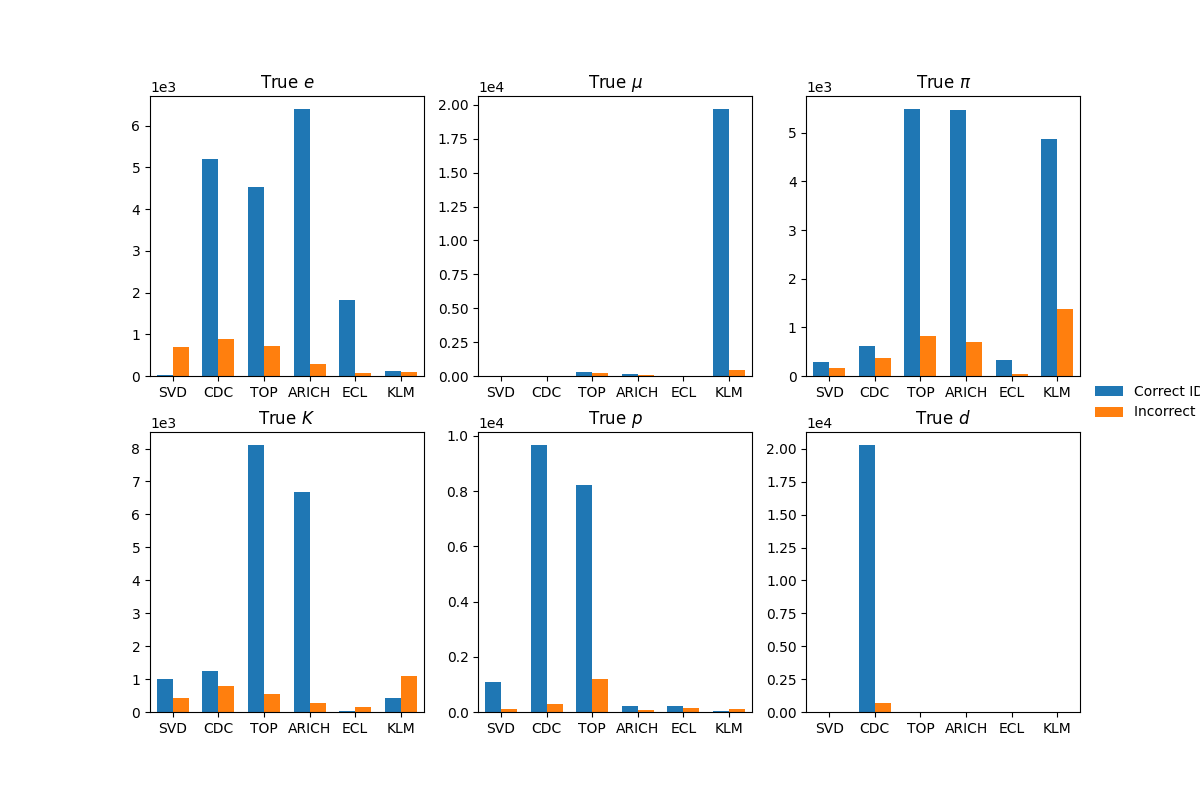 True e
1e3
6
5
4
3
2
1
0
SVD CDC TOP ARICH ECL KLM
True μ
1e4
2.00
1.75
1.50
1.25
1.00
0.75
0.50
0.25
0.00
SVD CDC TOP ARICH ECL KLM
True π
1e3
5
4
3
2
1
0
SVD CDC TOP ARICH ECL KLM
Correct ID
Incorrect
True K
1e3
8
7
6
5
4
3
2
1
0
SVD CDC TOP ARICH ECL KLM
True p
1e4
1.0
0.8
0.6
0.4
0.2
0.0
SVD CDC TOP ARICH ECL KLM
True d
1e4
2.00
1.75
1.50
1.25
1.00
0.75
0.50
0.25
0.00
SVD CDC TOP ARICH ECL KLM